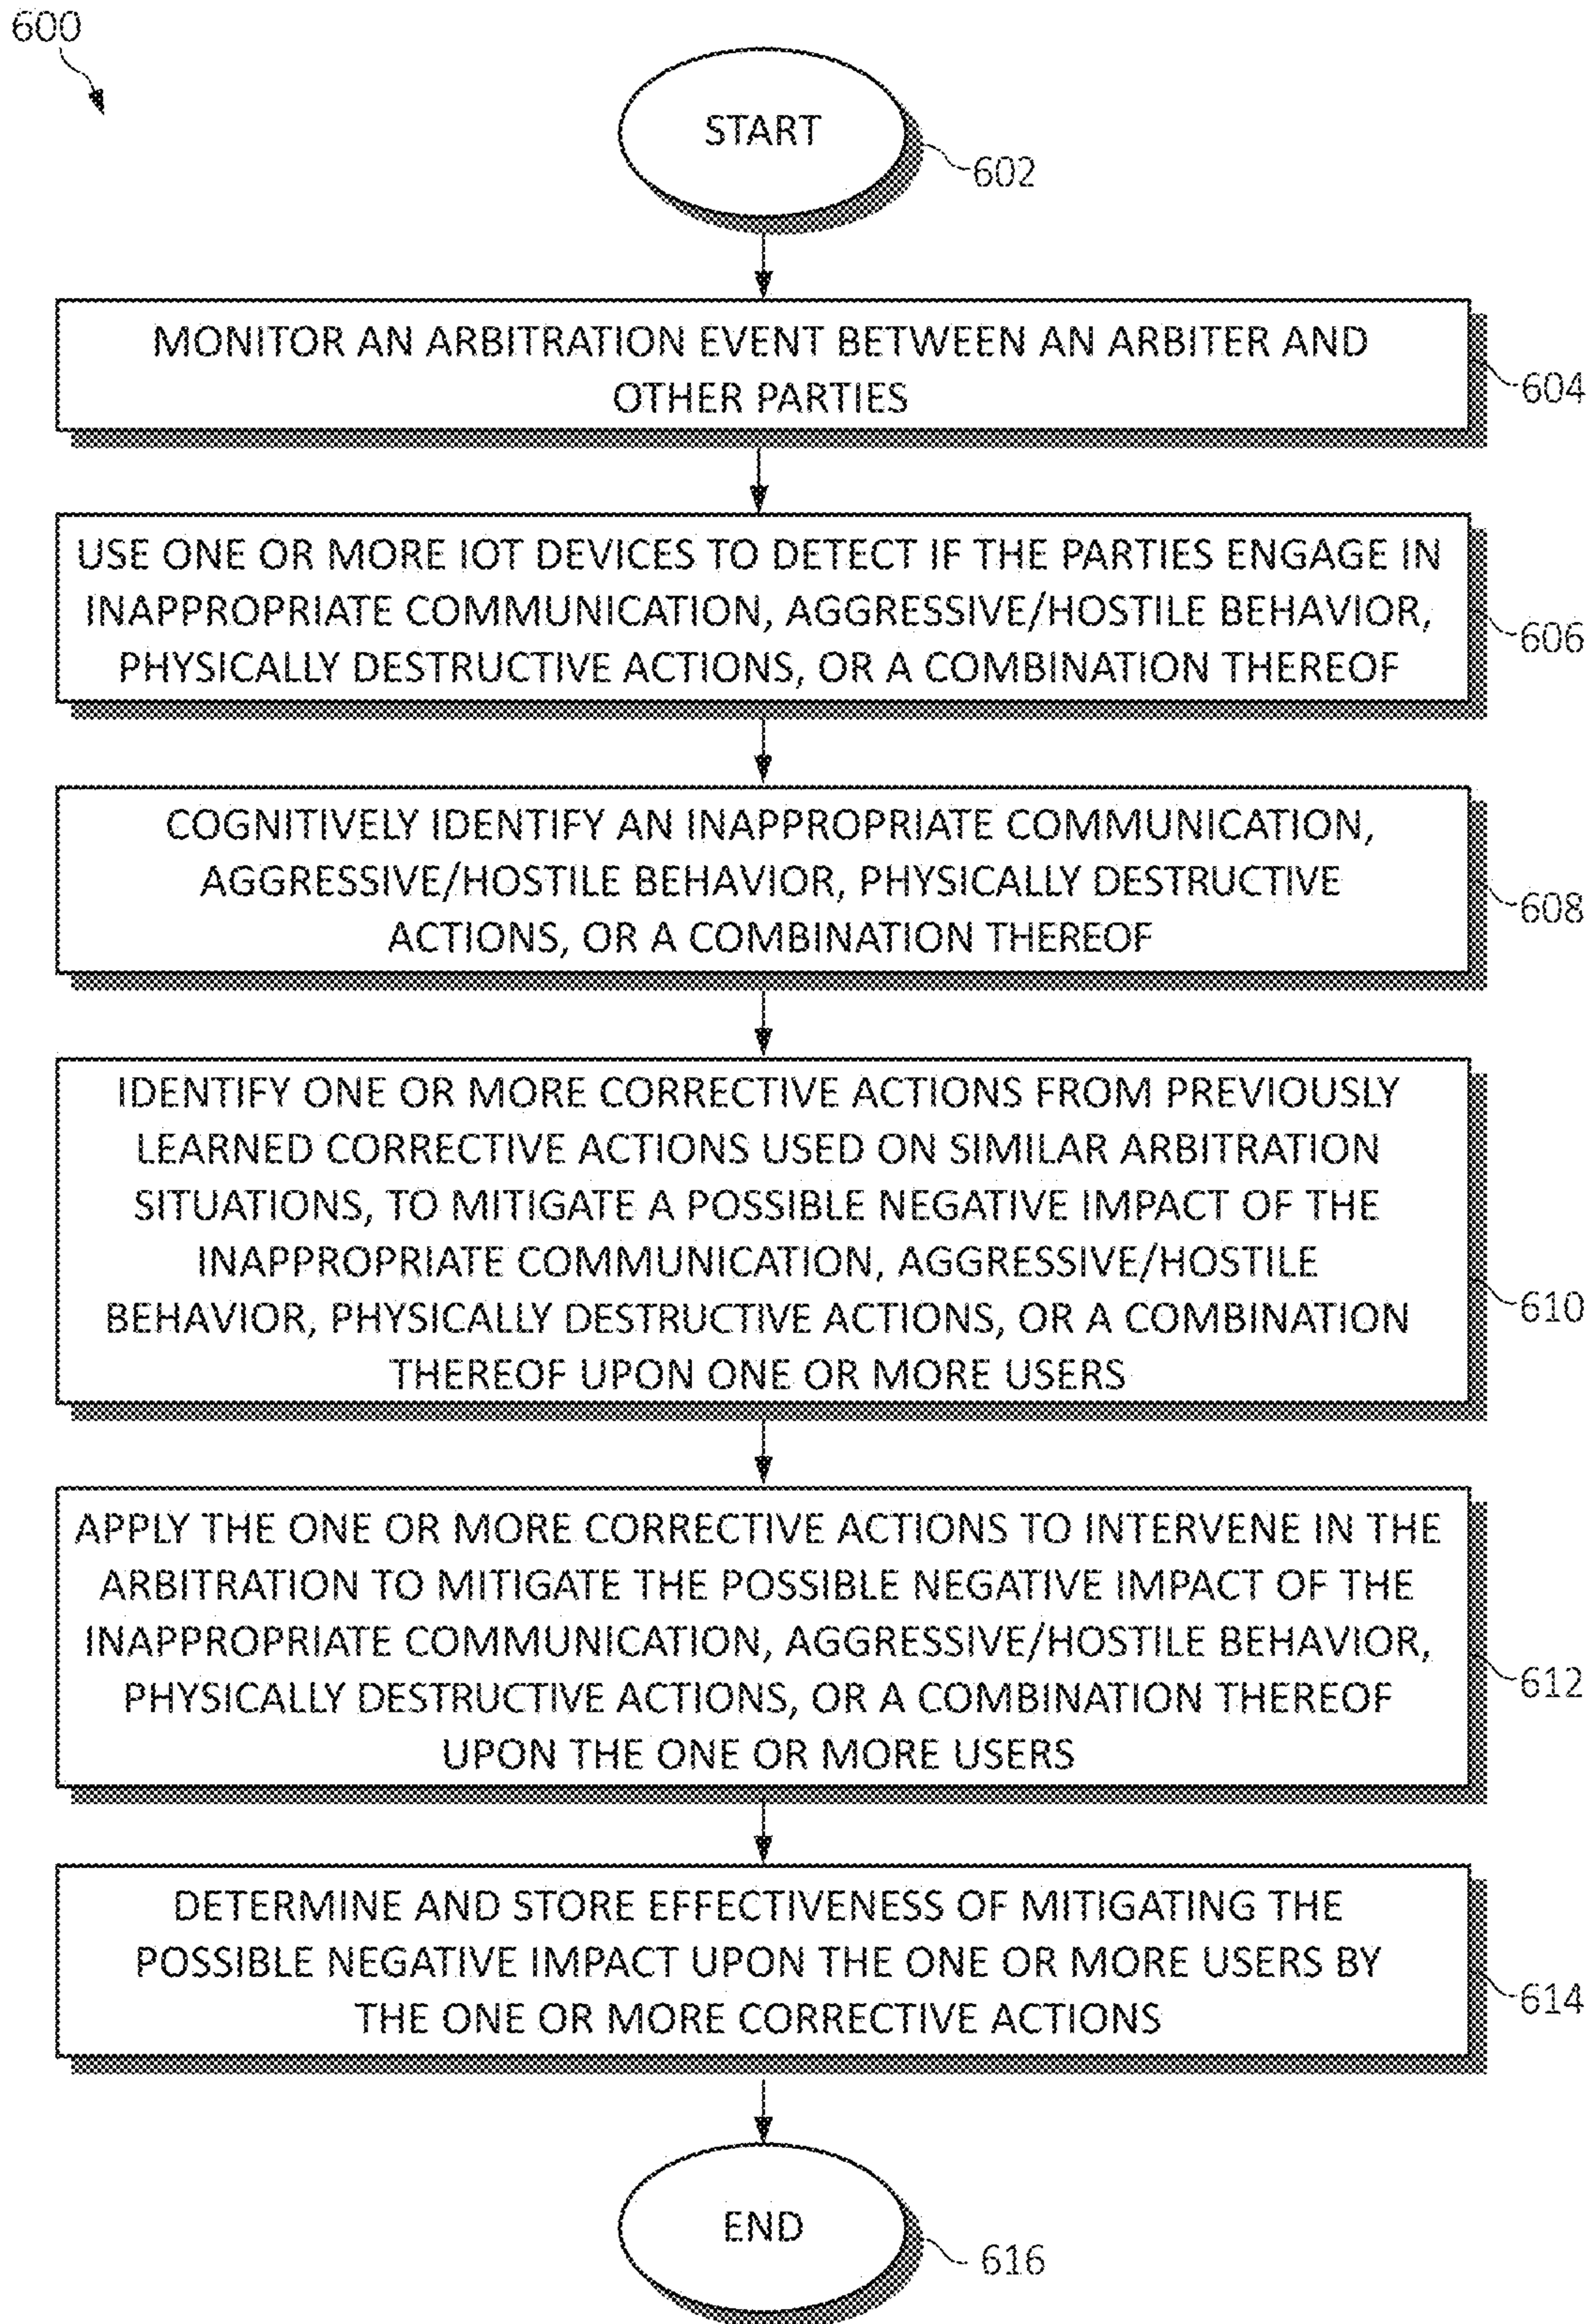 600
START
602
MONITOR AN ARBITRATION EVENT BETWEEN AN ARBITER AND
OTHER PARTIES
604
USE ONE OR MORE IOT DEVICES TO DETECT IF THE PARTIES ENGAGE IN
INAPPROPRIATE COMMUNICATION, AGGRESSIVE/HOSTILE BEHAVIOR,
PHYSICALLY DESTRUCTIVE ACTIONS, OR A COMBINATION THEREOF
606
COGNITIVELY IDENTIFY AN INAPPROPRIATE COMMUNICATION,
AGGRESSIVE/HOSTILE BEHAVIOR, PHYSICALLY DESTRUCTIVE
ACTIONS, OR A COMBINATION THEREOF
608
IDENTIFY ONE OR MORE CORRECTIVE ACTIONS FROM PREVIOUSLY
LEARNED CORRECTIVE ACTIONS USED ON SIMILAR ARBITRATION
SITUATIONS, TO MITIGATE A POSSIBLE NEGATIVE IMPACT OF THE
INAPPROPRIATE COMMUNICATION, AGGRESSIVE/HOSTILE
BEHAVIOR, PHYSICALLY DESTRUCTIVE ACTIONS, OR A COMBINATION
THEREOF UPON ONE OR MORE USERS
610
APPLY THE ONE OR MORE CORRECTIVE ACTIONS TO INTERVENE IN THE
ARBITRATION TO MITIGATE THE POSSIBLE NEGATIVE IMPACT OF THE
INAPPROPRIATE COMMUNICATION, AGGRESSIVE/HOSTILE BEHAVIOR,
PHYSICALLY DESTRUCTIVE ACTIONS, OR A COMBINATION THEREOF
UPON THE ONE OR MORE USERS
612
DETERMINE AND STORE EFFECTIVENESS OF MITIGATING THE
POSSIBLE NEGATIVE IMPACT UPON THE ONE OR MORE USERS BY
THE ONE OR MORE CORRECTIVE ACTIONS
614
END
616